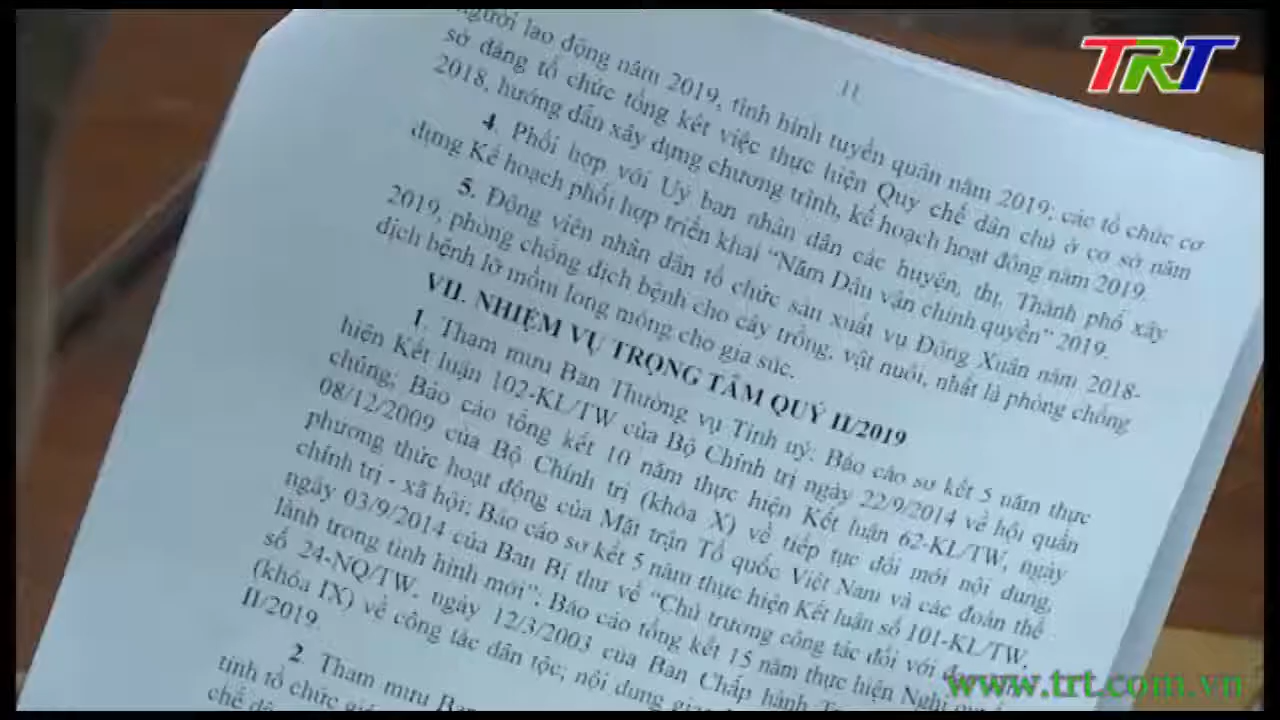 TRT
11
người lao động năm 2019, tình hình tuyển quân năm 2019; các tổ chức cơ
sở đảng tổ chức tổng kết việc thực hiện Quy chế dân chủ ở cơ sở năm
2018, hướng dẫn xây dựng chương trình, kế hoạch hoạt động năm 2019.
4. Phối hợp với Uỷ ban nhân dân các huyện, thị, Thành phố xây
dựng Kế hoạch phối hợp triển khai “Năm Dân vận chính quyền” 2019.
5. Động viên nhân dân tổ chức sản xuất vụ Đông Xuân năm 2018-
2019, phòng chống dịch bệnh cho cây trồng, vật nuôi, nhất là phòng chống
dịch bệnh lỡ mồm long móng cho gia súc.
VII. NHIỆM VỤ TRỌNG TÂM QUÝ II/2019
1. Tham mưu Ban Thường vụ Tỉnh uỷ: Báo cáo sơ kết 5 năm thực
hiện Kết luận 102-KL/TW của Bộ Chính trị ngày 22/9/2014 về hội quần
chúng; Báo cáo tổng kết 10 năm thực hiện Kết luận 62-KL/TW, ngày
08/12/2009 của Bộ Chính trị (khóa X) về tiếp tục đổi mới nội dung,
phương thức hoạt động của Mặt trận Tổ quốc Việt Nam và các đoàn thể
chính trị - xã hội; Báo cáo sơ kết 5 năm thực hiện Kết luận số 101-KL/TW,
ngày 03/9/2014 của Ban Bí thư về “Chủ trương công tác đối với
lành trong tình hình mới”; Báo cáo tổng kết 15 năm thực hiện Nghị
số 24-NQ/TW, ngày 12/3/2003 của Ban Chấp hành
(khóa IX) về công tác dân tộc; nội dung
II/2019.
2. Tham mưu Ban
tỉnh tổ chức
chế
www.trt.com.vn